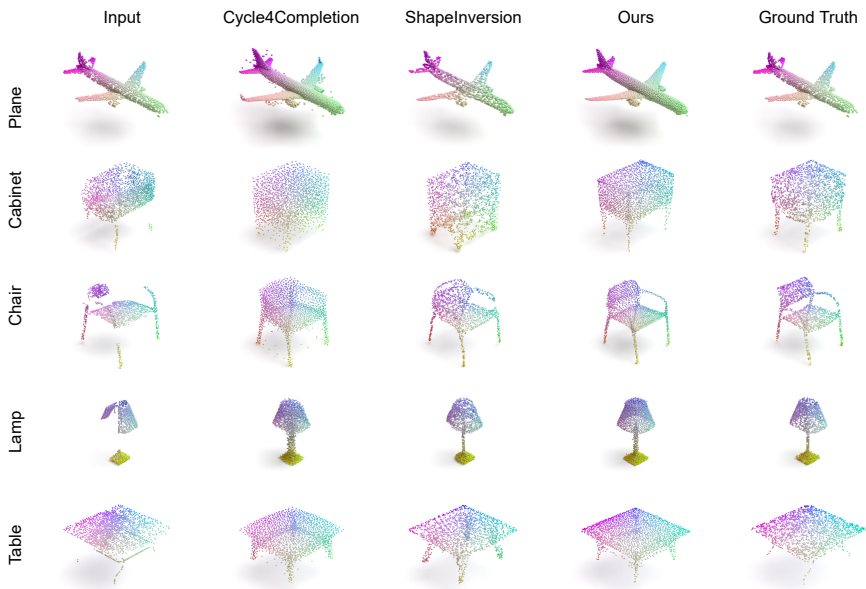 Input Cycle4Completion ShapeInversion Ours Ground Truth
Plane
Cabinet
Chair
Lamp
Table